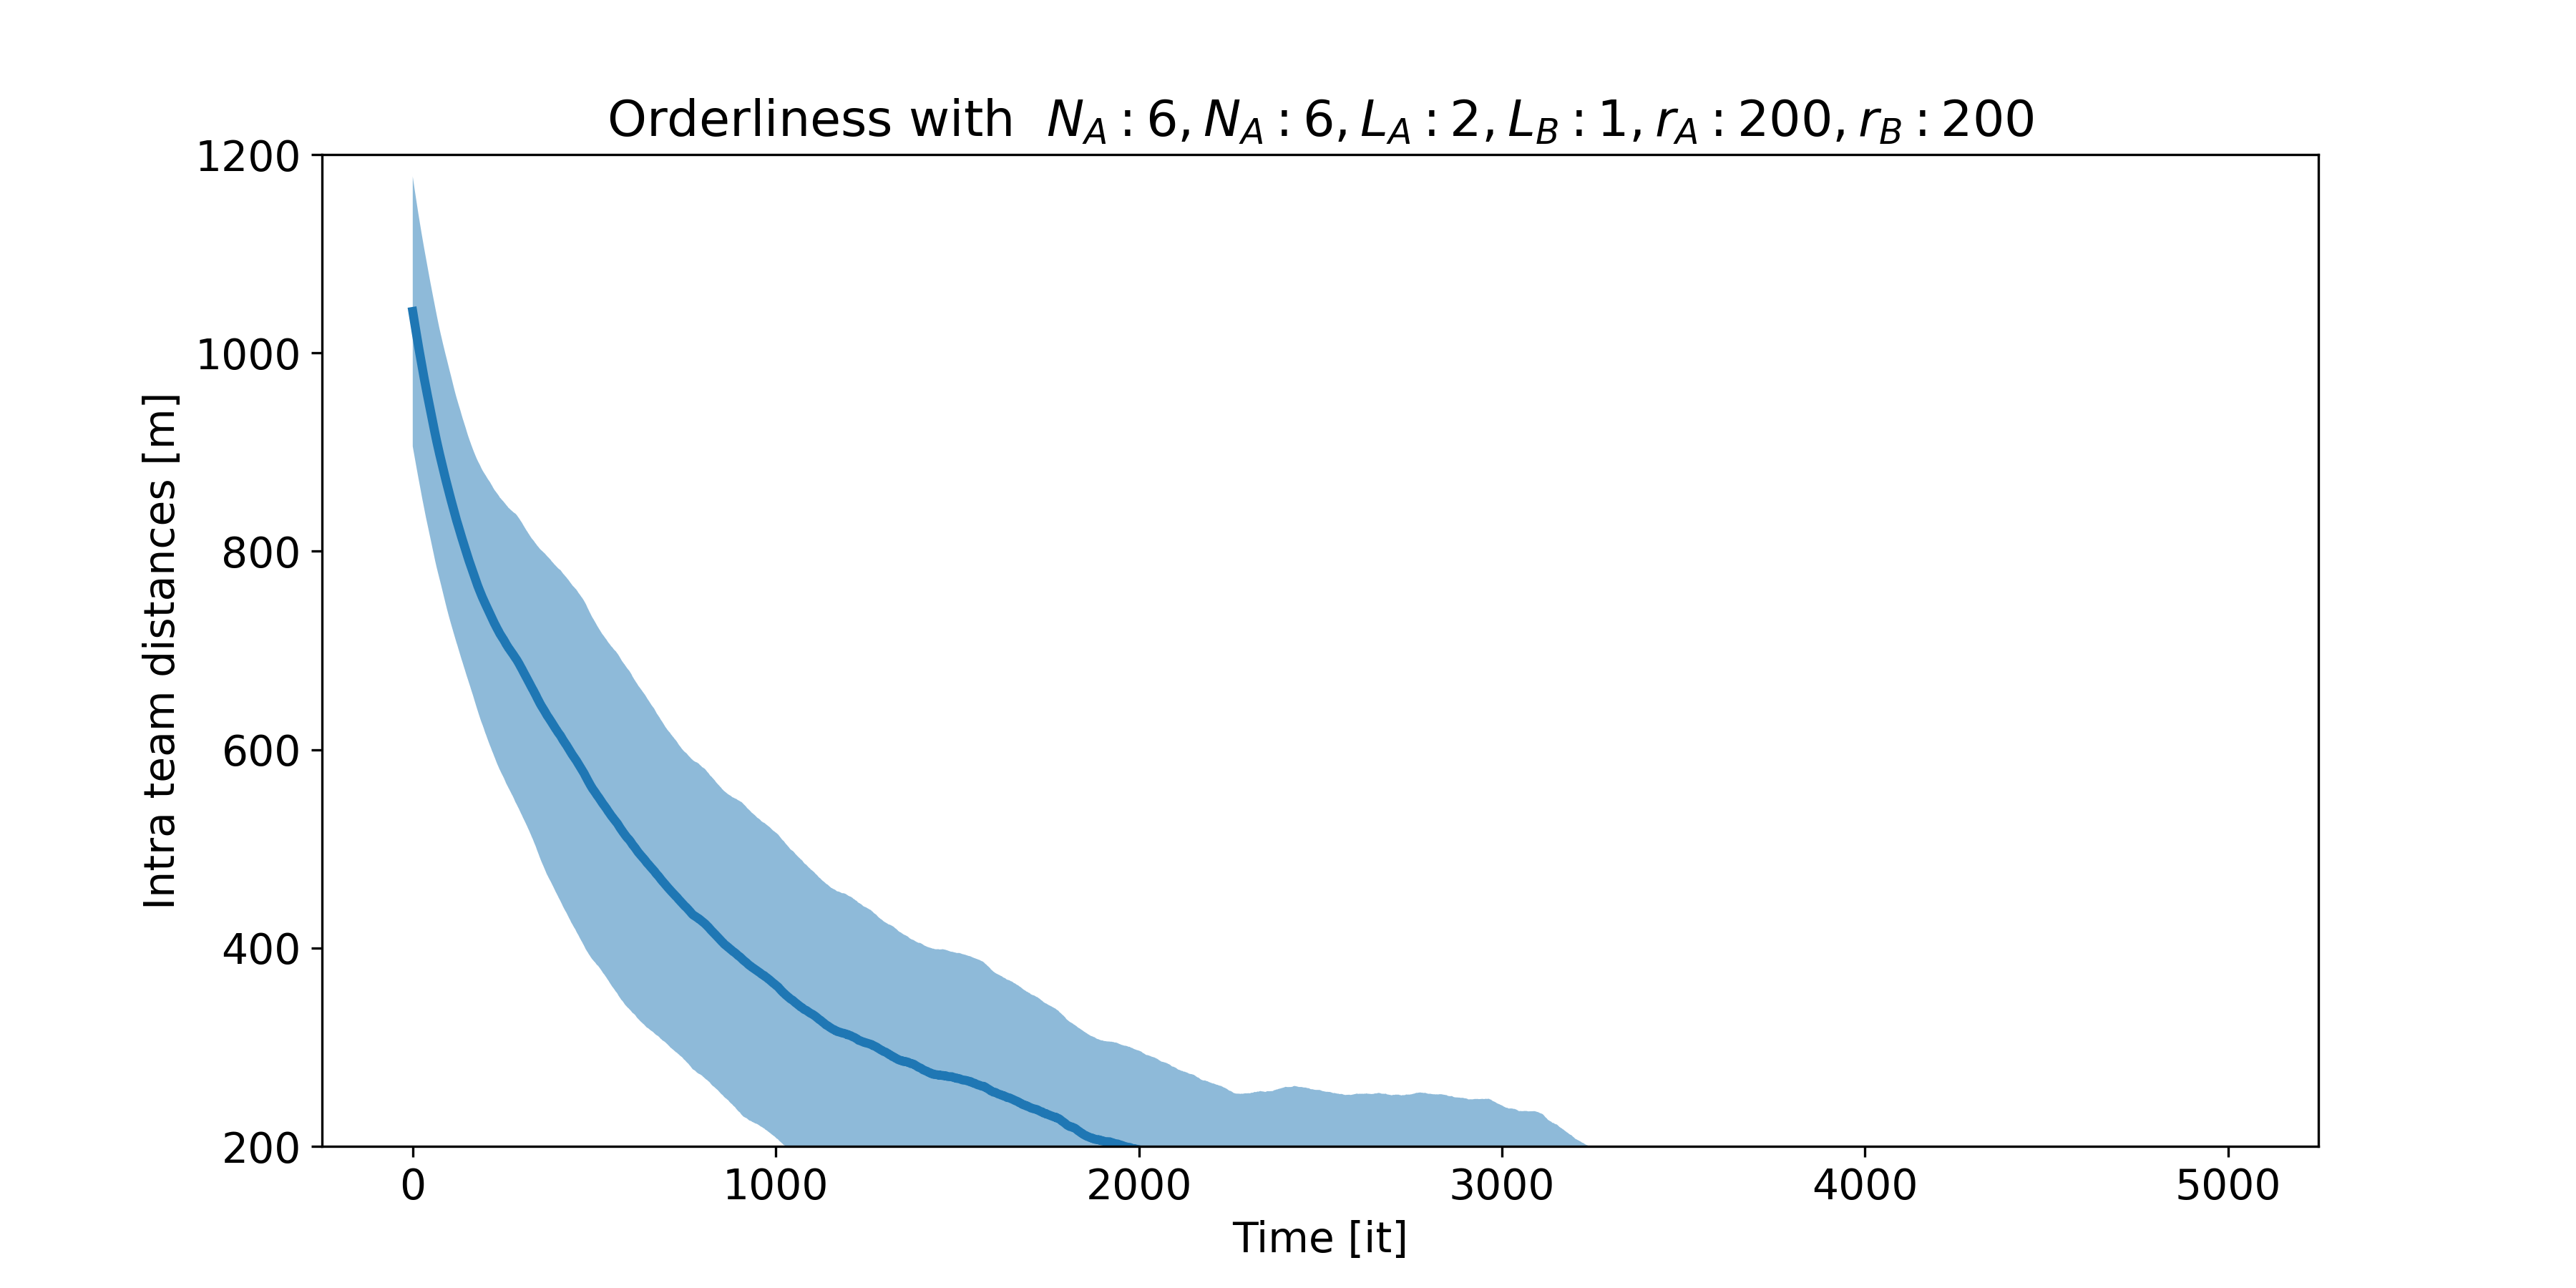 Orderliness with N_A : 6, N_A : 6, L_A : 2, L_B : 1, r_A : 200, r_B : 200
1200
1000
800
600
400
200
Intra team distances [m]
0 1000 2000 3000 4000 5000
Time [it]